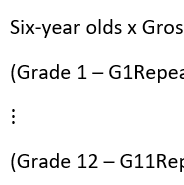 Six-year olds x Gros
(Grade 1 – G1Repea
⋮
(Grade 12 – G11Rep